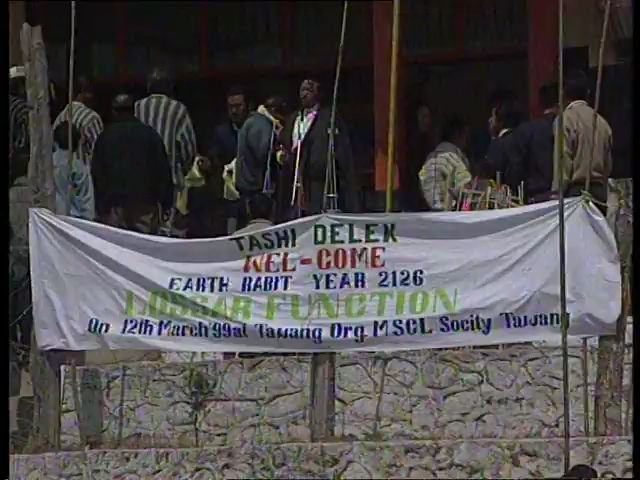 TASHI DELEK
WEL-COME
EARTH RABIT YEAR 2126
LOSSAR FUNCTION
On 12th March'99at Tawang Org. MSCL Socity Tawang